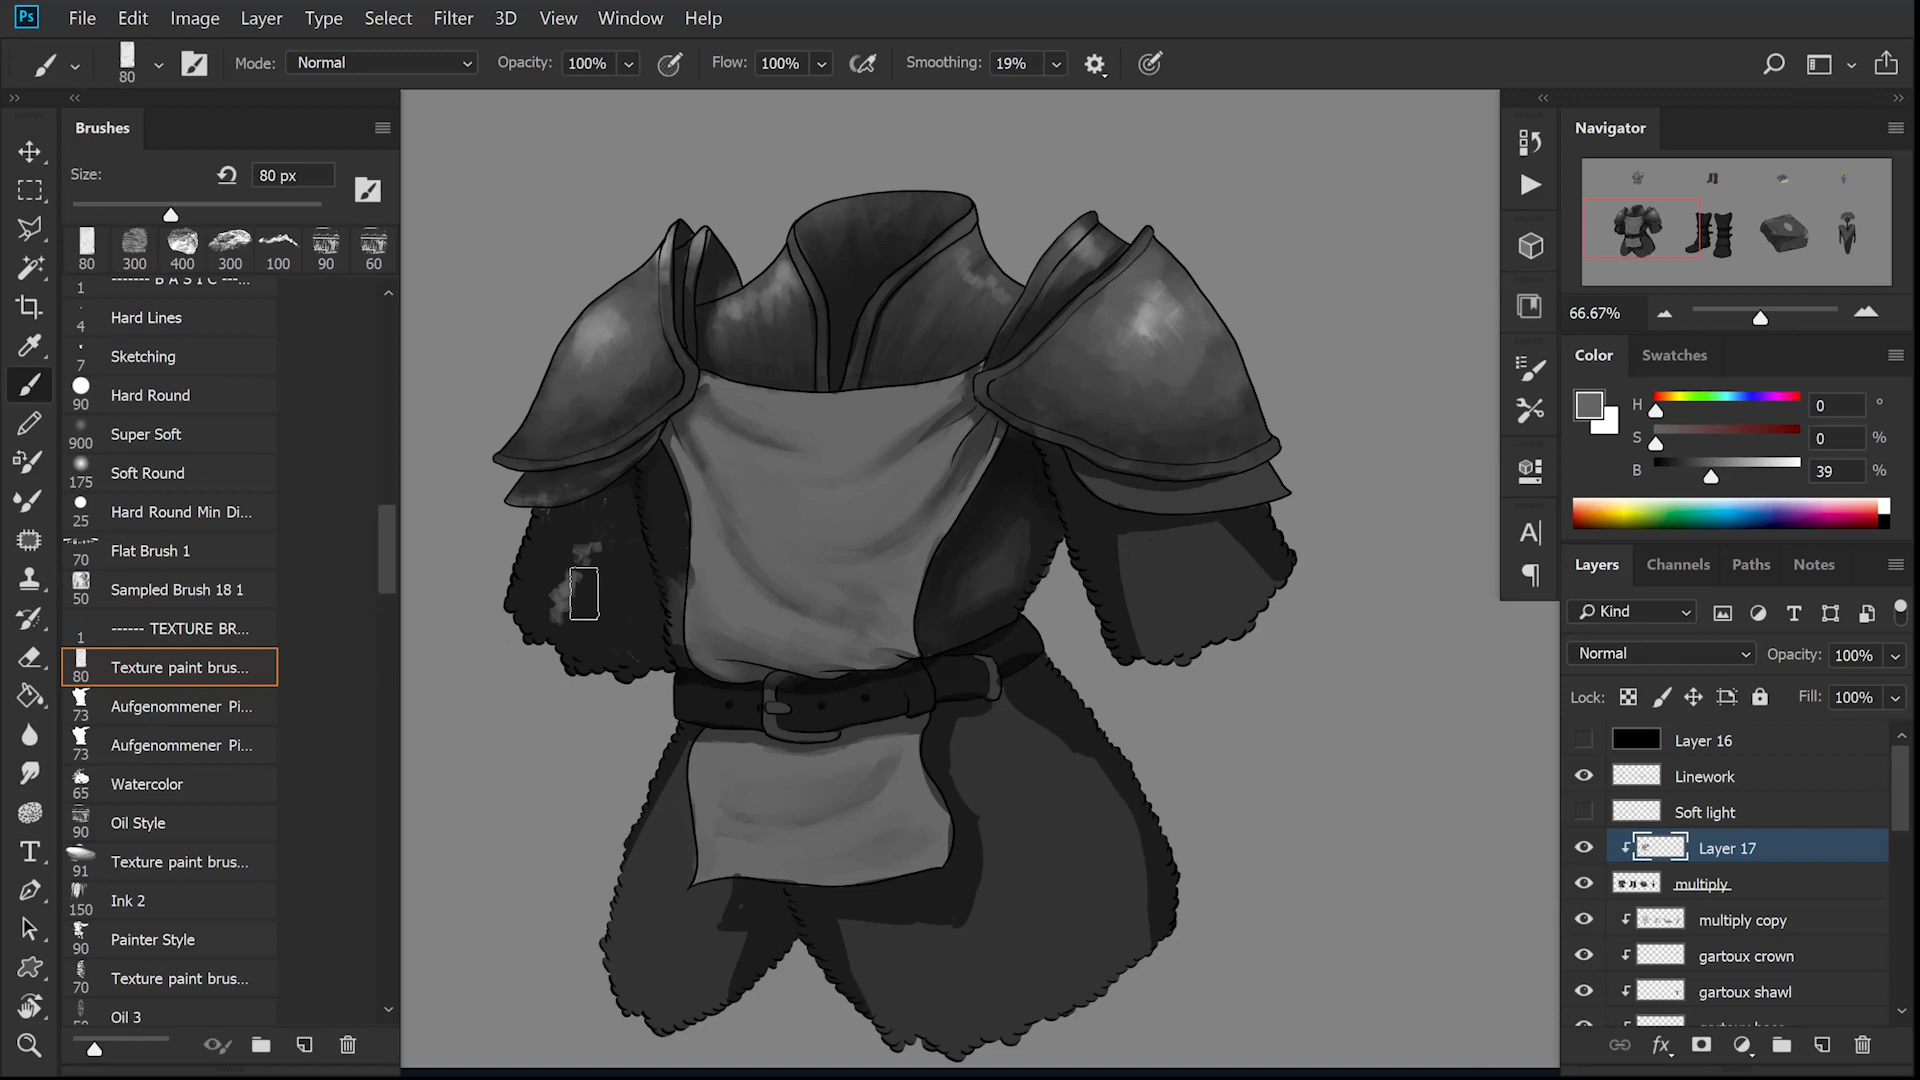 Ps File Edit Image Layer Type Select Filter 3D View Window Help
80 Mode: Normal Opacity: 100% Flow: 100% Smoothing: 19%
Brushes
Size: 80 px
80 300 400 300 100 90 60
1 ------ B A S I C ---...
4 Hard Lines
7 Sketching
90 Hard Round
900 Super Soft
175 Soft Round
25 Hard Round Min Di...
70 Flat Brush 1
50 Sampled Brush 18 1
1 ------ TEXTURE BR...
80 Texture paint brus...
73 Aufgenommener Pi...
73 Aufgenommener Pi...
65 Watercolor
90 Oil Style
91 Texture paint brus...
150 Ink 2
90 Painter Style
70 Texture paint brus...
Oil 3
Navigator
66.67%
Color Swatches
H 0 °
S 0 %
B 39 %
Layers Channels Paths Notes
Kind
Normal Opacity: 100%
Lock: Fill: 100%
Layer 16
Linework
Soft light
Layer 17
multiply
multiply copy
gartoux crown
gartoux shawl
fx